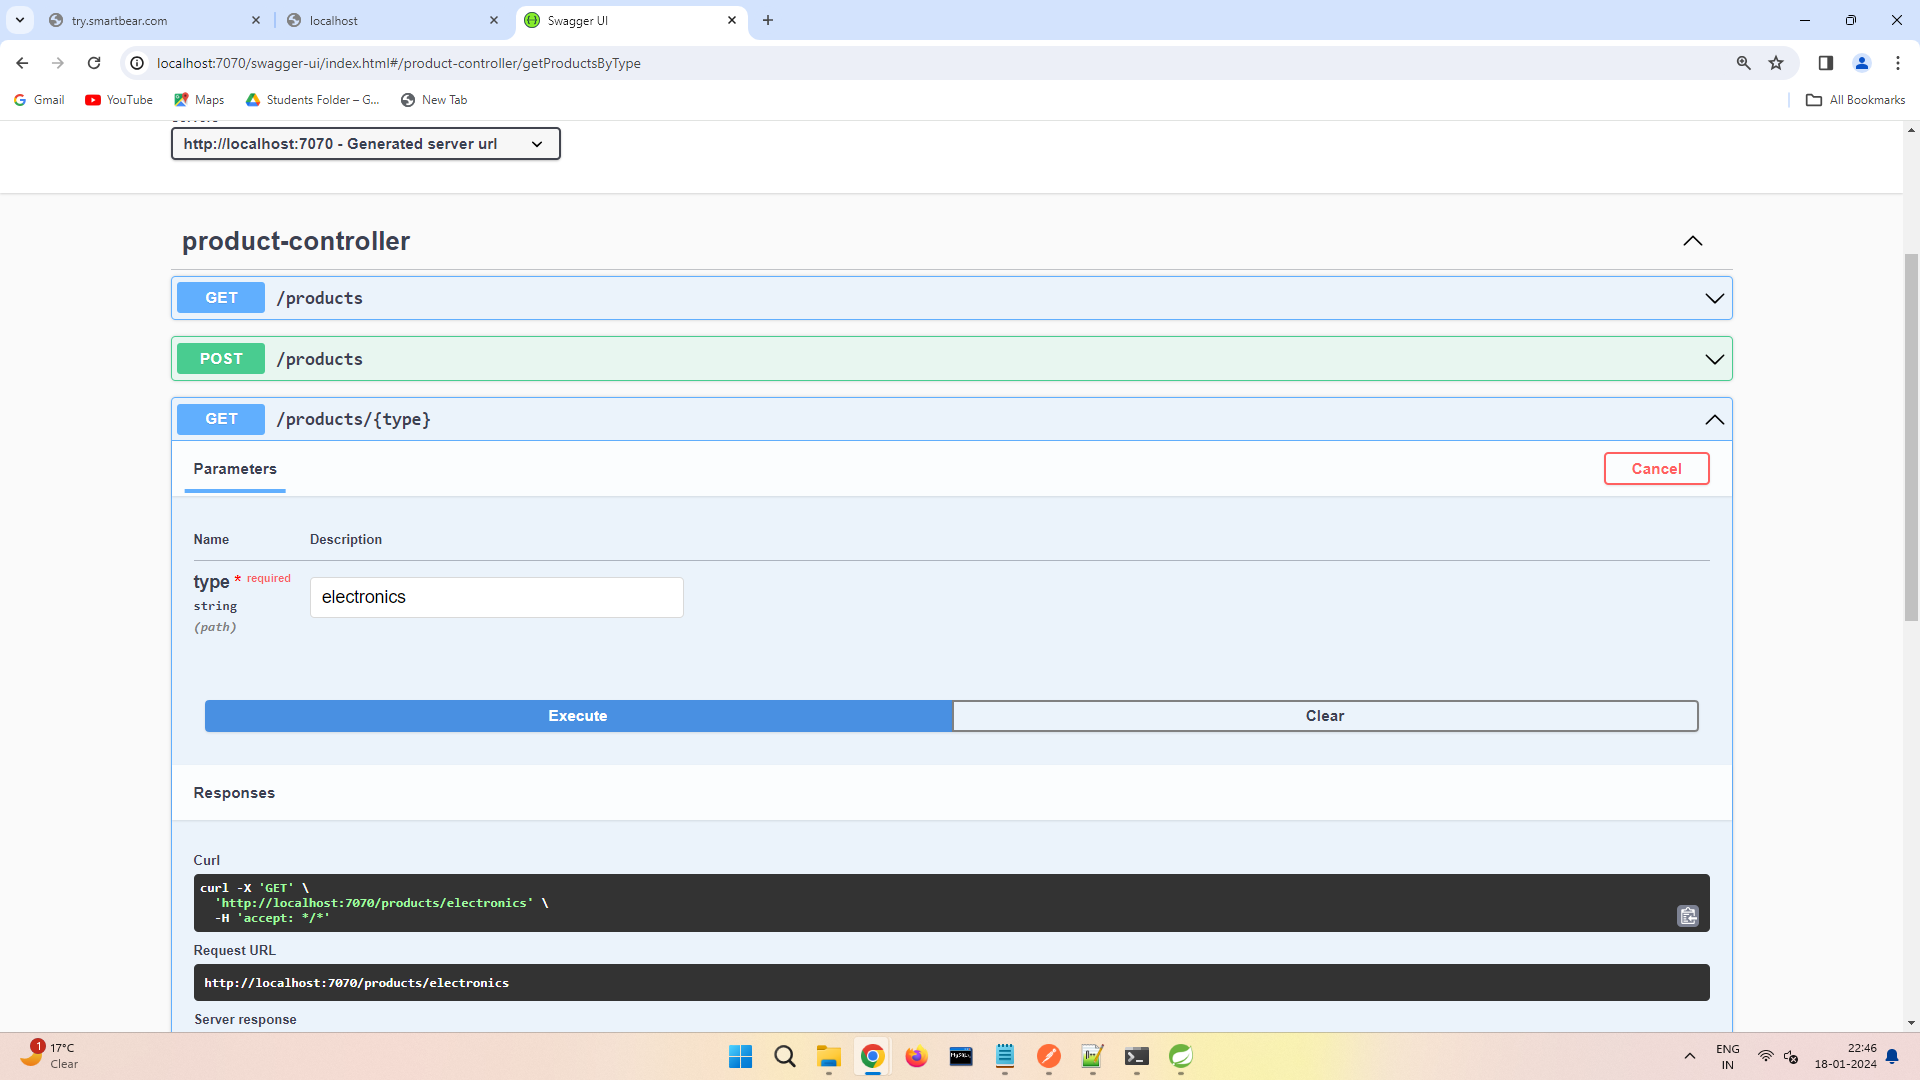 try.smartbear.com
localhost
Swagger UI
localhost:7070/swagger-ui/index.html#/product-controller/getProductsByType
Gmail
YouTube
Maps
Students Folder – G...
New Tab
All Bookmarks
http://localhost:7070 - Generated server url
product-controller
GET /products
POST /products
GET /products/{type}
Parameters
Cancel
Name Description
type * required
string
(path)
electronics
Execute
Clear
Responses
Curl
curl -X 'GET' \
'http://localhost:7070/products/electronics' \
-H 'accept: */*'
Request URL
http://localhost:7070/products/electronics
Server response
1
17°C
Clear
MySQL
ENG
IN
22:46
18-01-2024